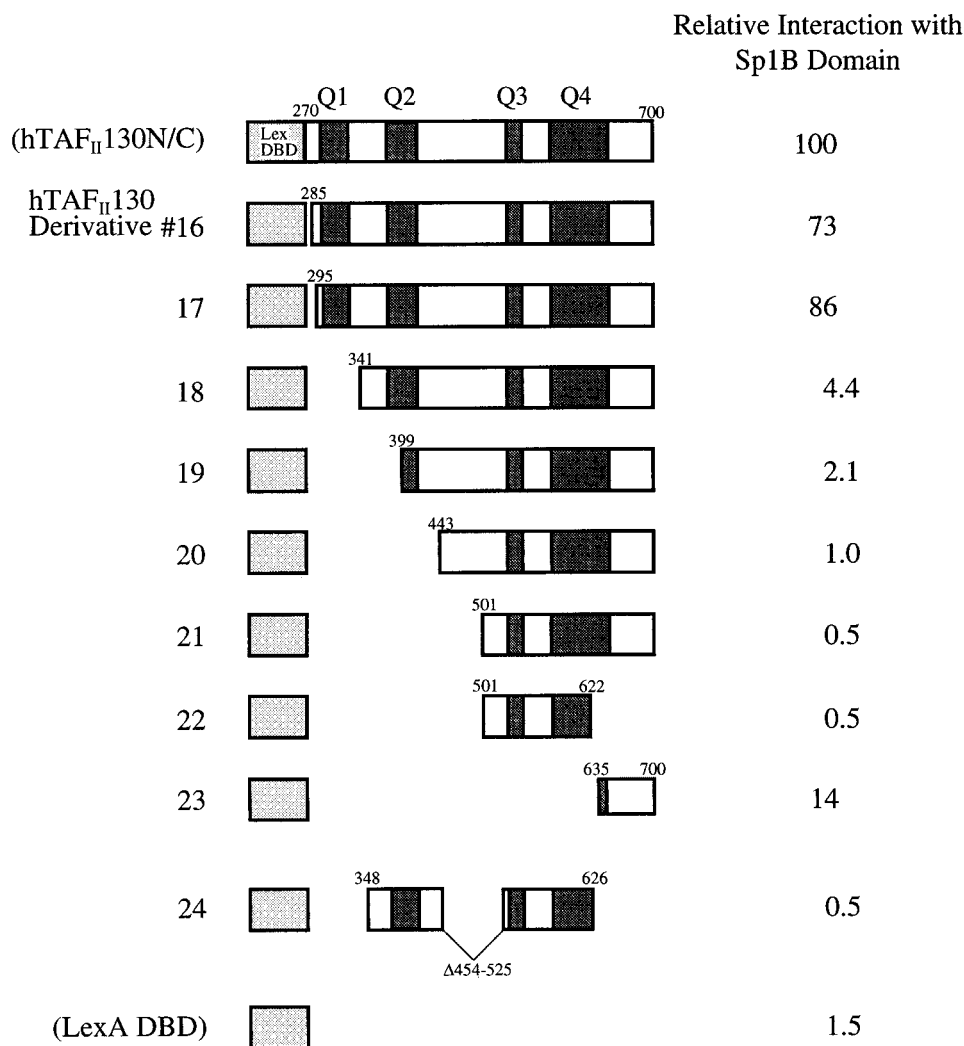 Relative Interaction with
Sp1B Domain
Q1 Q2 Q3 Q4
270 700
(hTAFII130N/C) Lex
DBD 100
hTAFII130
Derivative #16 285 73
17 295 86
18 341 4.4
19 399 2.1
20 443 1.0
21 501 0.5
22 501 622 0.5
23 635 700 14
24 348 626 0.5
Δ454-525
(LexA DBD) 1.5